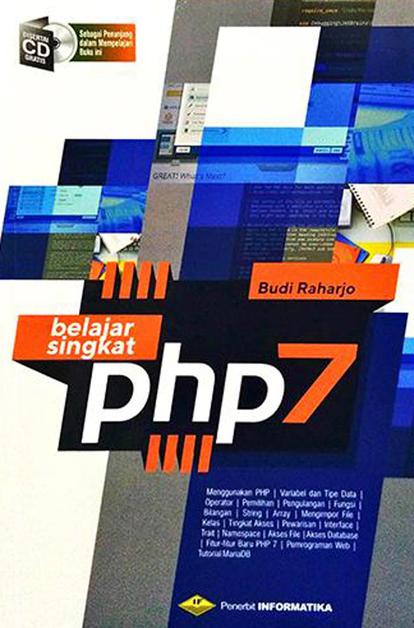 DISERTAI
CD
GRATIS
Sebagai Penunjang
dalam Mempelajari
Buku ini
GREAT! What's Next?
Budi Raharjo
belajar
singkat
php7
Menggunakan PHP | Variabel dan Tipe Data |
Operator | Pemilihan | Pengulangan | Fungsi |
Bilangan | String | Array | Mengimpor File |
Kelas | Tingkat Akses | Pewarisan | Interface |
Trait | Namespace | Akses File | Akses Database
| Fitur-fitur Baru PHP 7 | Pemrograman Web |
Tutorial MariaDB
IF
Penerbit INFORMATIKA